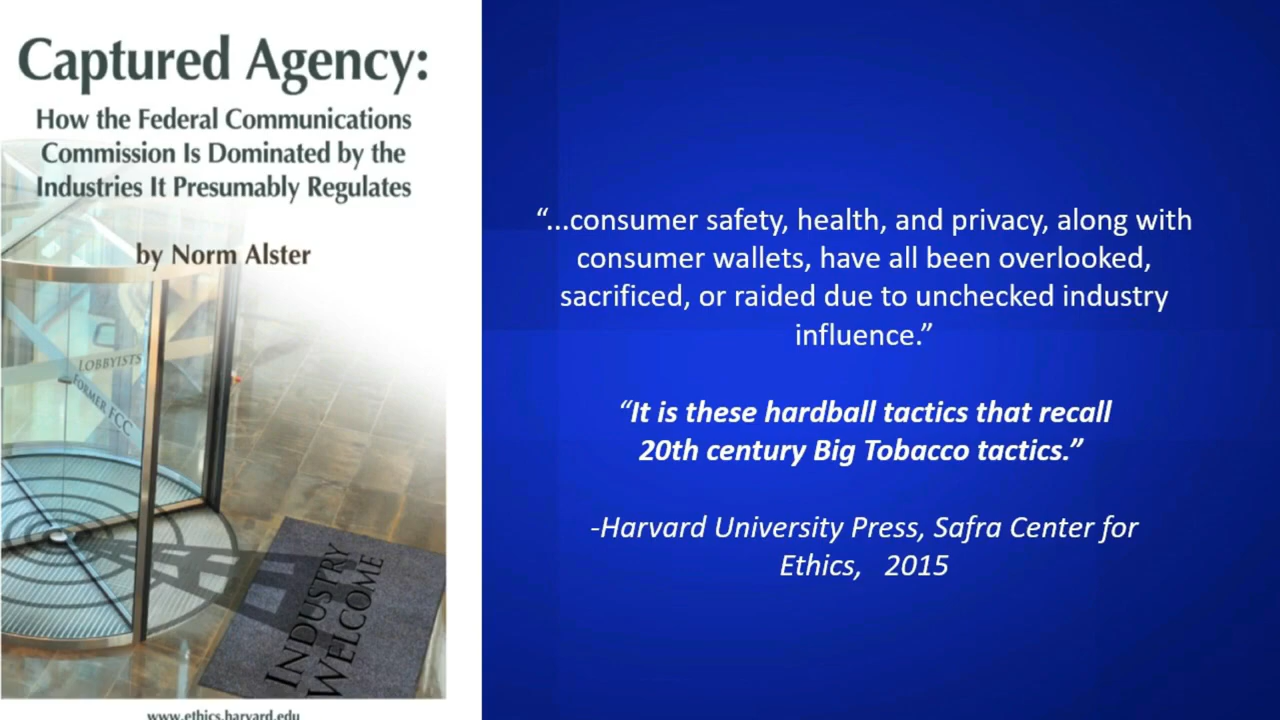 Captured Agency:
How the Federal Communications
Commission Is Dominated by the
Industries It Presumably Regulates
by Norm Alster
LOBBYISTS
FORMER FCC
INDUSTRY
WELCOME
www.ethics.harvard.edu
“...consumer safety, health, and privacy, along with
consumer wallets, have all been overlooked,
sacrificed, or raided due to unchecked industry
influence.”
“It is these hardball tactics that recall
20th century Big Tobacco tactics.”
-Harvard University Press, Safra Center for
Ethics, 2015